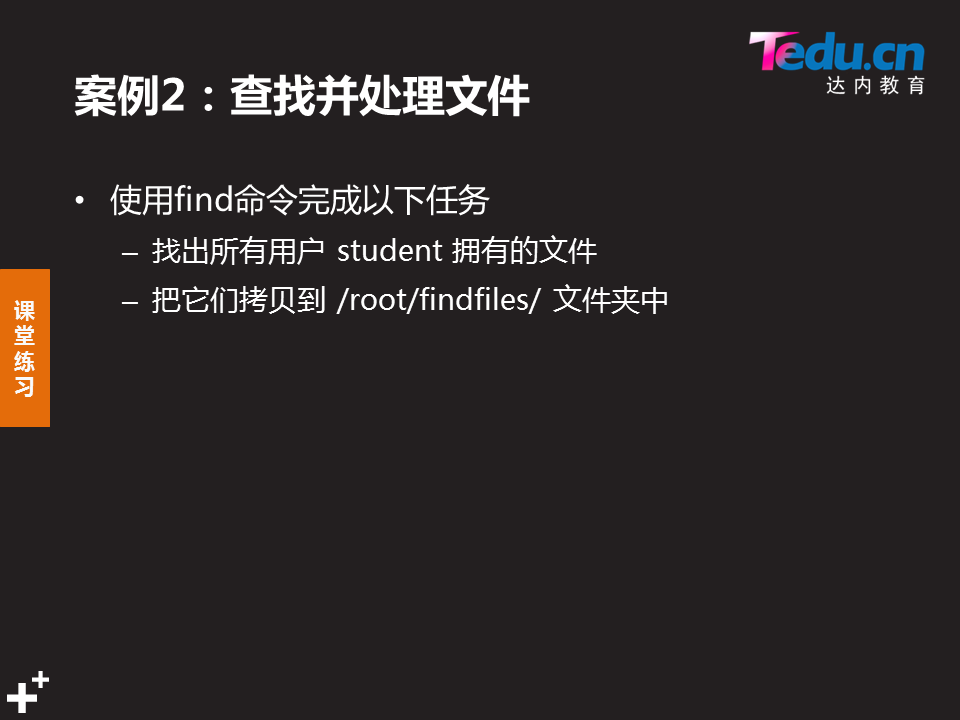 Tedu.cn
达内教育
案例2：查找并处理文件
• 使用find命令完成以下任务
– 找出所有用户 student 拥有的文件
– 把它们拷贝到 /root/findfiles/ 文件夹中
课
堂
练
习